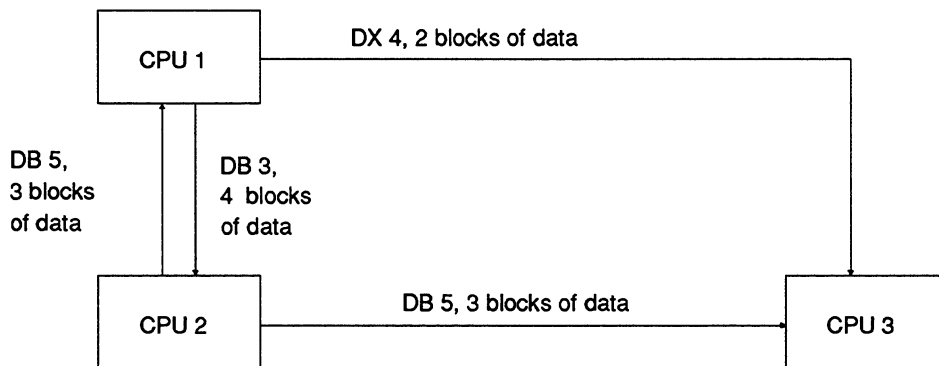 DX 4, 2 blocks of data
CPU 1
DB 5,
3 blocks
of data
DB 3,
4 blocks
of data
DB 5, 3 blocks of data
CPU 2
CPU 3